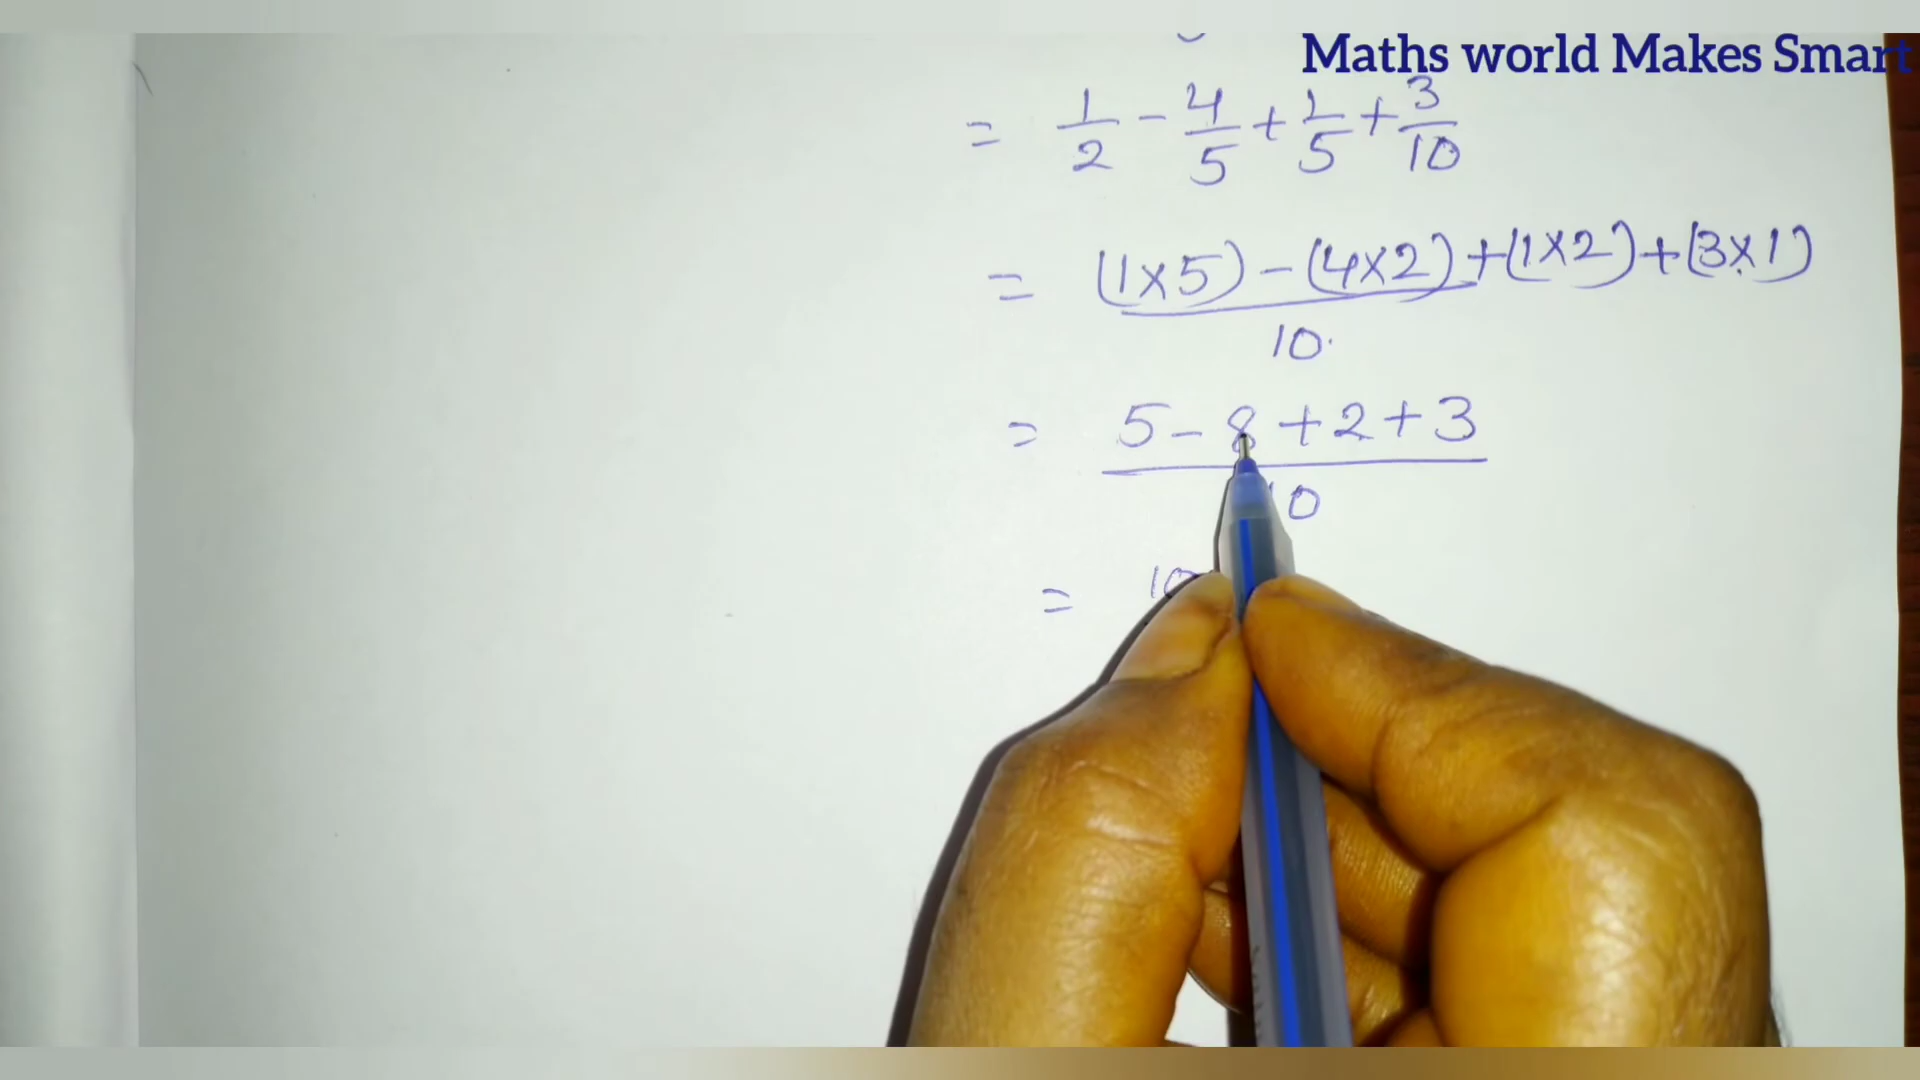 Maths world Makes Smart
= 1/2 - 4/5 + 1/5 + 3/10
= (1×5) - (4×2) + (1×2) + (3×1)
10
= 5 - 8 + 2 + 3
10
= 10